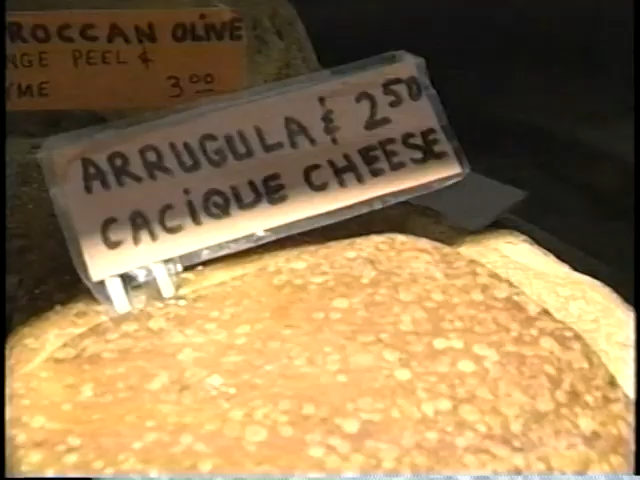 ROCCAN OLIVE
NGE PEEL &
YME 3.00
ARRUGULA & 2.50
CACIQUE CHEESE